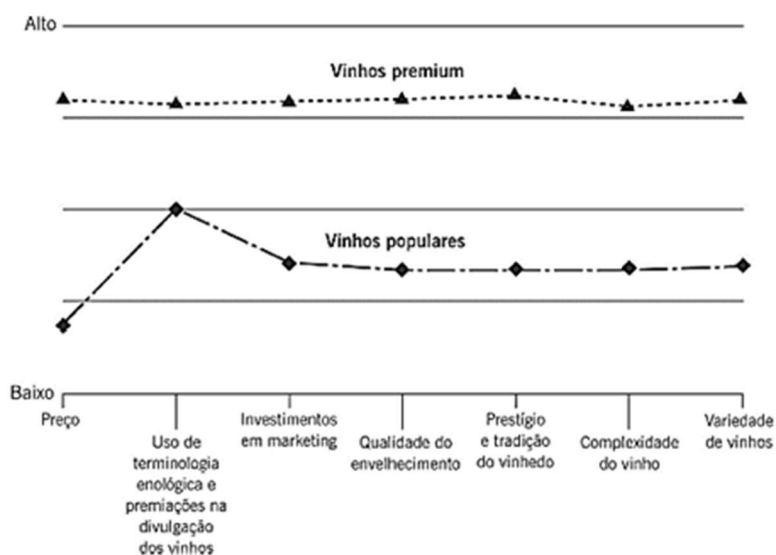 Alto
Vinhos premium
Vinhos populares
Baixo
Preço
Uso de
terminologia
enológica e
premiações na
divulgação
dos vinhos
Investimentos
em marketing
Qualidade do
envelhecimento
Prestígio
e tradição
do vinhedo
Complexidade
do vinho
Variedade
de vinhos